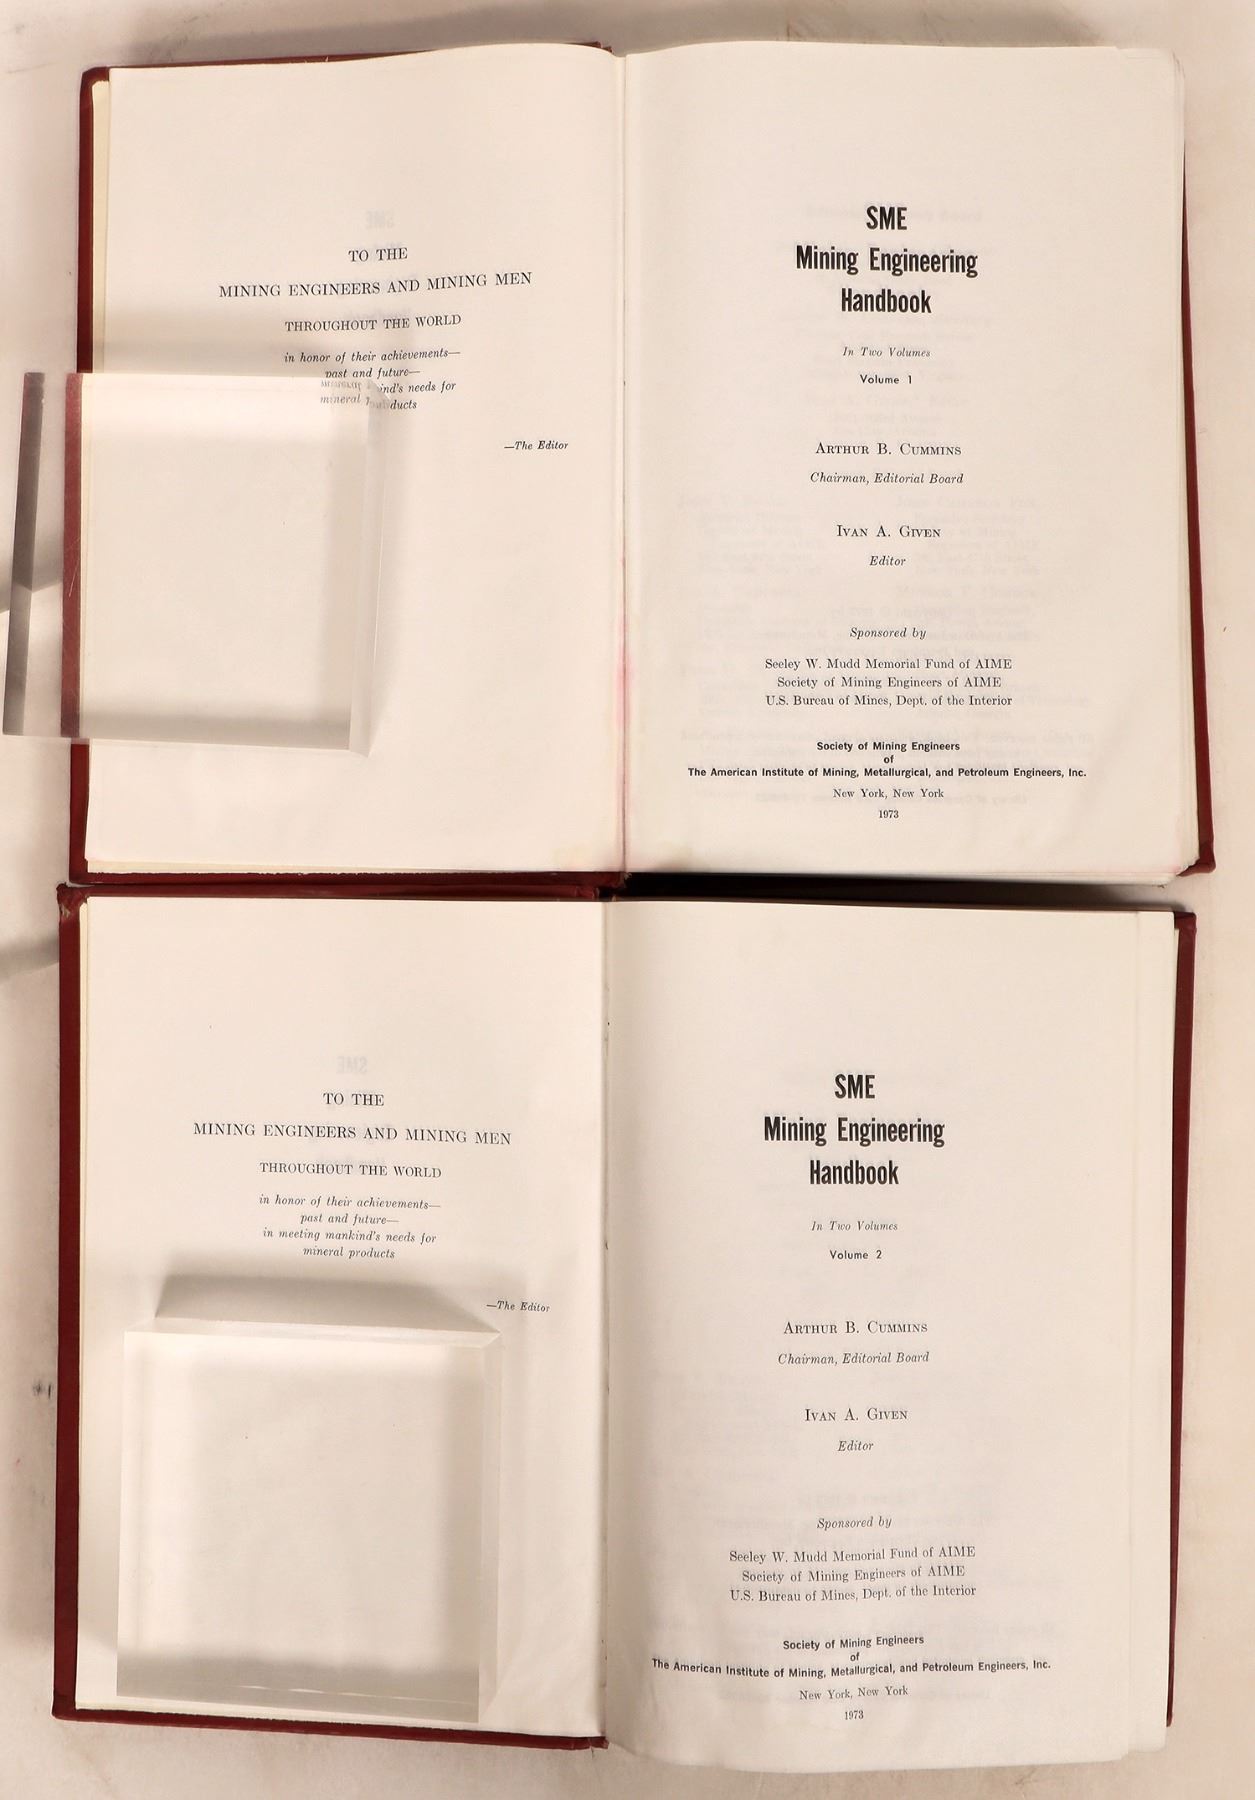 TO THE
MINING ENGINEERS AND MINING MEN
THROUGHOUT THE WORLD
in honor of their achievements—
past and future—
kind's needs for
mineral products
—The Editor
SME
Mining Engineering
Handbook
In Two Volumes
Volume 1
ARTHUR B. CUMMINS
Chairman, Editorial Board
IVAN A. GIVEN
Editor
Sponsored by
Seeley W. Mudd Memorial Fund of AIME
Society of Mining Engineers of AIME
U.S. Bureau of Mines, Dept. of the Interior
Society of Mining Engineers
of
The American Institute of Mining, Metallurgical, and Petroleum Engineers, Inc.
New York, New York
1973
TO THE
MINING ENGINEERS AND MINING MEN
THROUGHOUT THE WORLD
in honor of their achievements—
past and future—
in meeting mankind's needs for
mineral products
—The Editor
SME
Mining Engineering
Handbook
In Two Volumes
Volume 2
ARTHUR B. CUMMINS
Chairman, Editorial Board
IVAN A. GIVEN
Editor
Sponsored by
Seeley W. Mudd Memorial Fund of AIME
Society of Mining Engineers of AIME
U.S. Bureau of Mines, Dept. of the Interior
Society of Mining Engineers
of
The American Institute of Mining, Metallurgical, and Petroleum Engineers, Inc.
New York, New York
1973